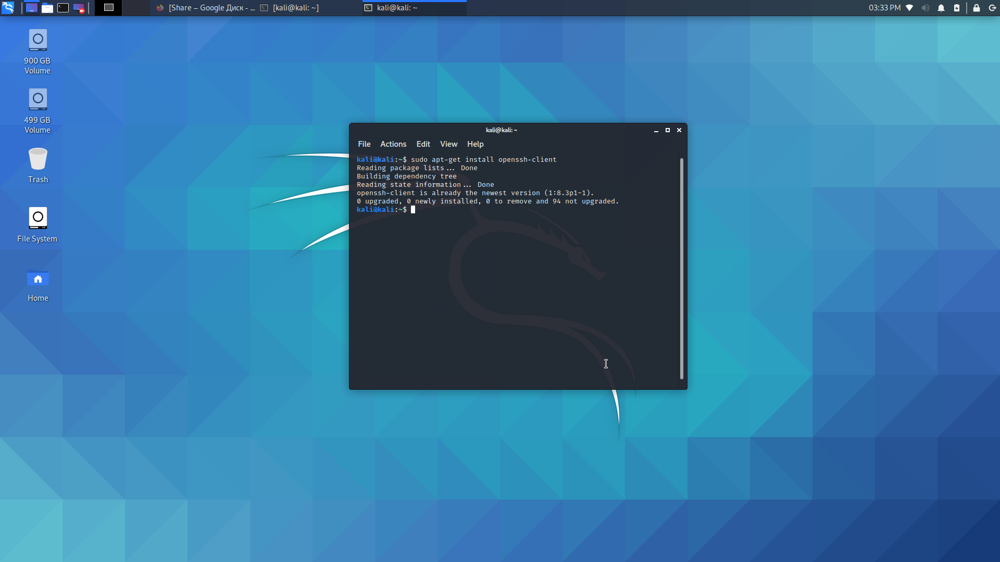 [Share – Google Диск - ...
[kali@kali: ~]
kali@kali: ~
03:33 PM
900 GB
Volume
499 GB
Volume
Trash
File System
Home
kali@kali: ~
File Actions Edit View Help
kali@kali:~$ sudo apt-get install openssh-client
Reading package lists... Done
Building dependency tree
Reading state information... Done
openssh-client is already the newest version (1:8.3p1-1).
0 upgraded, 0 newly installed, 0 to remove and 94 not upgraded.
kali@kali:~$